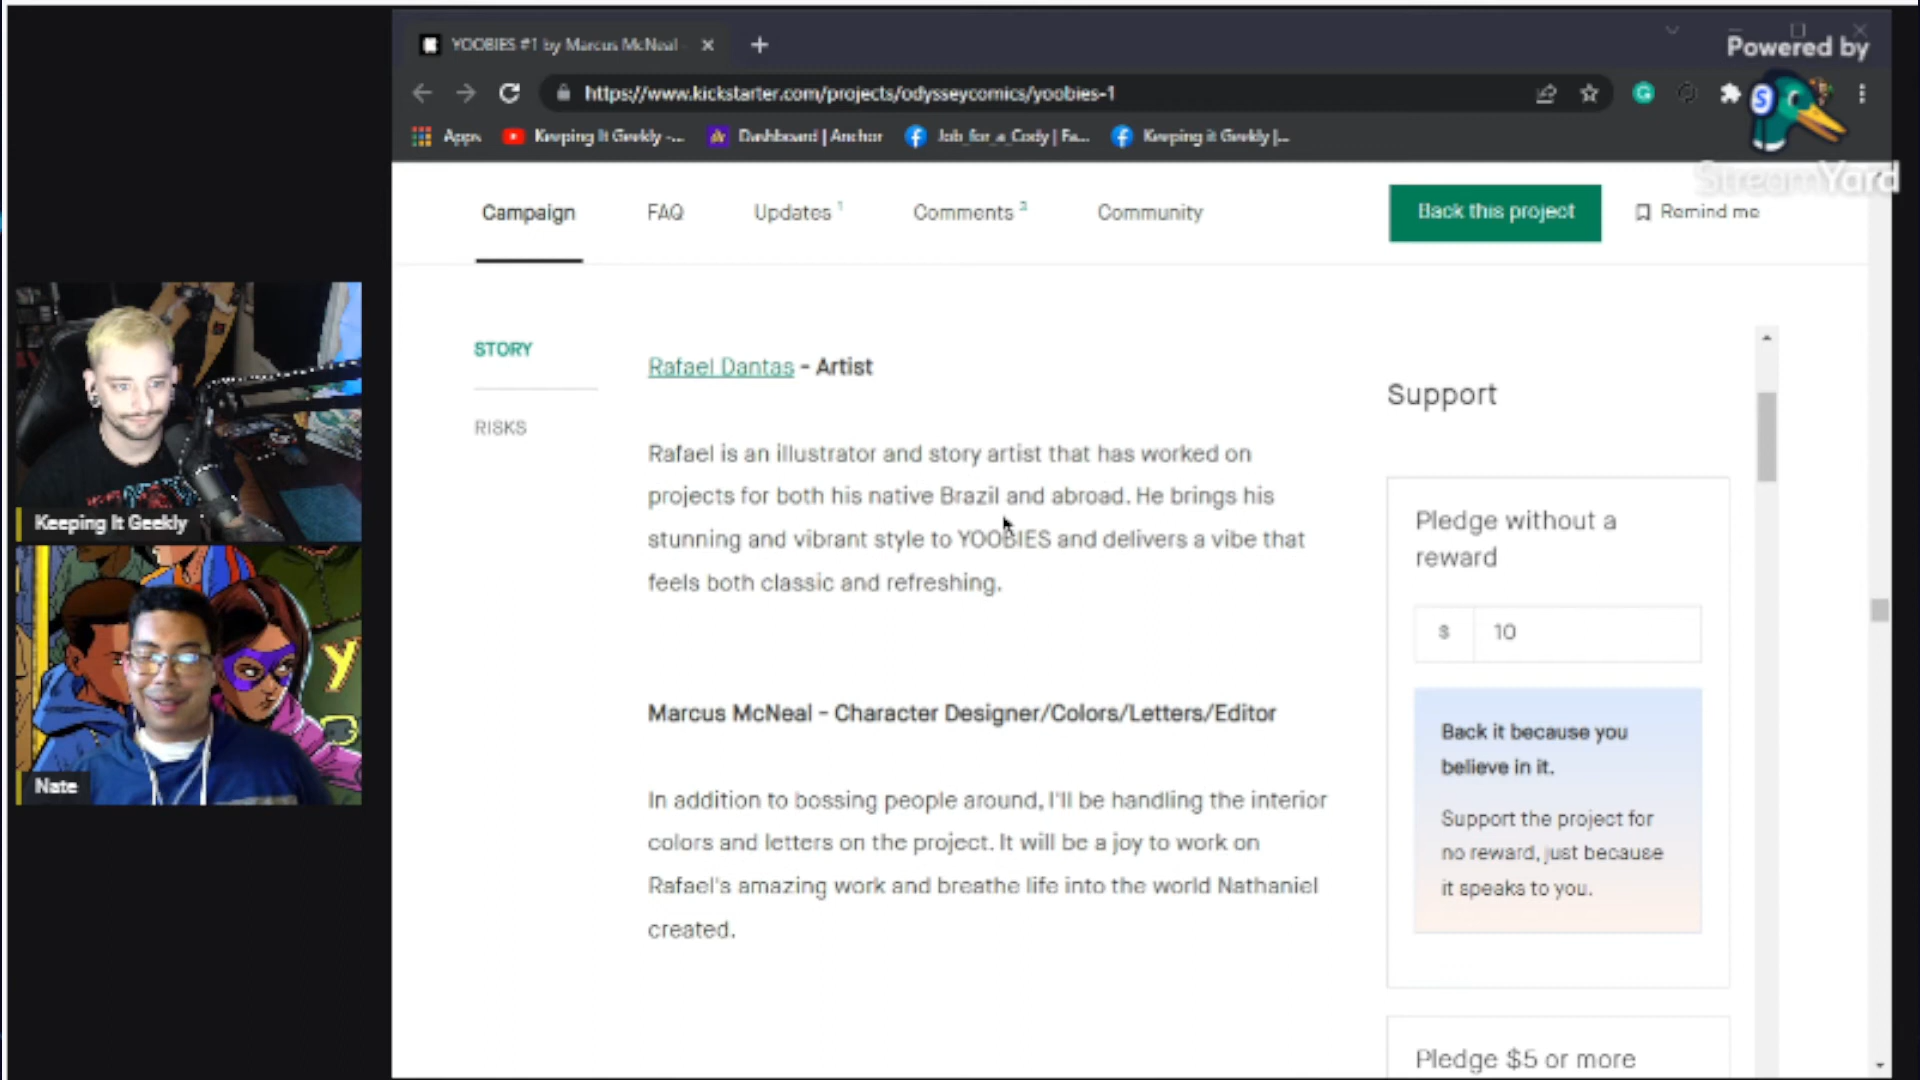 YOOBIES #1 by Marcus McNeal
Powered by
https://www.kickstarter.com/projects/odysseycomics/yoobies-1
Apps
Keeping It Geekly -...
Dashboard | Anchor
Job_for_a_Cody | Fa...
Keeping it Geekly |...
StreamYard
Campaign
FAQ
Updates 1
Comments 2
Community
Back this project
Remind me
STORY
RISKS
Rafael Dantas - Artist
Rafael is an illustrator and story artist that has worked on
projects for both his native Brazil and abroad. He brings his
stunning and vibrant style to YOOBIES and delivers a vibe that
feels both classic and refreshing.
Marcus McNeal - Character Designer/Colors/Letters/Editor
In addition to bossing people around, I'll be handling the interior
colors and letters on the project. It will be a joy to work on
Rafael's amazing work and breathe life into the world Nathaniel
created.
Support
Pledge without a
reward
$ 10
Back it because you
believe in it.
Support the project for
no reward, just because
it speaks to you.
Pledge $5 or more
Keeping It Geekly
Nate